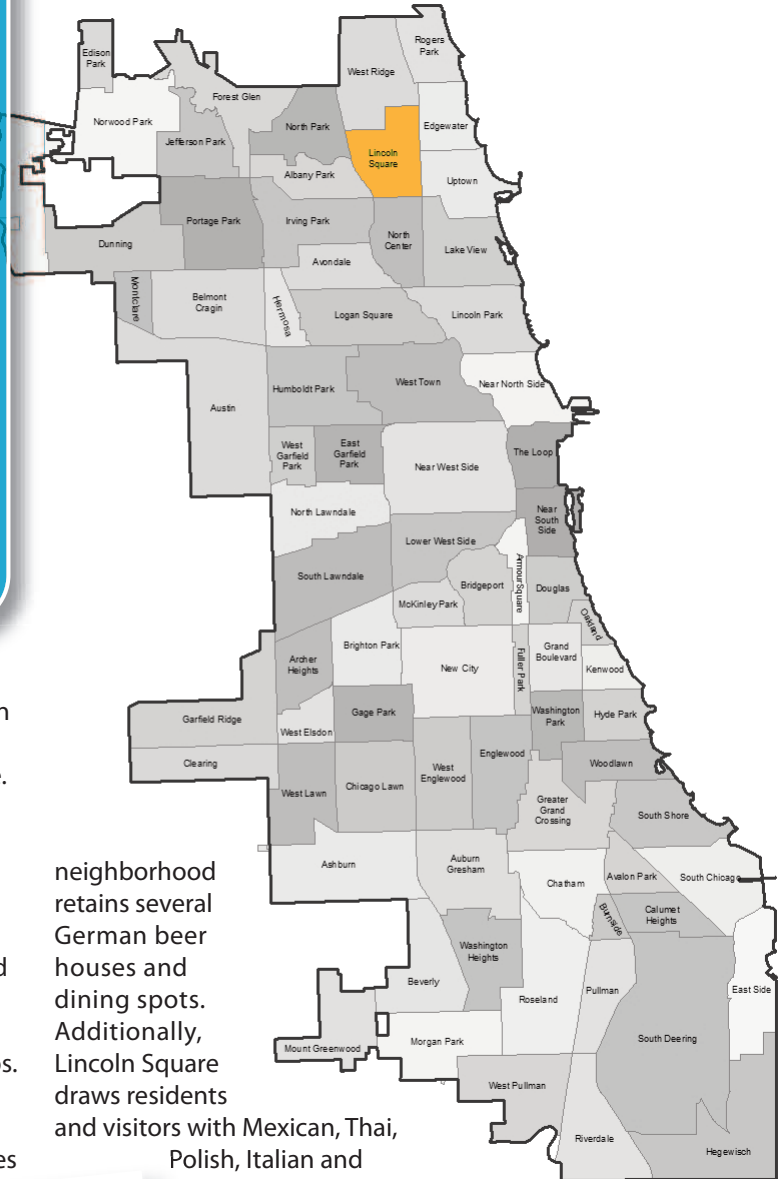 Edison
Park
Rogers
Park
West Ridge
Forest Glen
Norwood Park
North Park
Edgewater
Jefferson Park
Lincoln
Square
Albany Park
Uptown
Portage Park
Irving Park
North
Center
Dunning
Lake View
Avondale
Montclare
Belmont
Cragin
Hermosa
Logan Square
Lincoln Park
West Town
Near North Side
Humboldt Park
Austin
West
Garfield
Park
East
Garfield
Park
Near West Side
The Loop
North Lawndale
Near
South
Side
Lower West Side
South Lawndale
Bridgeport
ArmourSquare
Douglas
McKinley Park
Oakland
Brighton Park
Grand
Boulevard
Archer
Heights
New City
Fuller Park
Kenwood
Garfield Ridge
Gage Park
Washington
Park
Hyde Park
West Elsdon
Clearing
West
Englewood
Englewood
Woodlawn
West Lawn
Chicago Lawn
Greater
Grand
Crossing
South Shore
Ashburn
Auburn
Gresham
Chatham
Avalon Park
South Chicago
Burnside
Calumet
Heights
Washington
Heights
Beverly
Roseland
Pullman
East Side
Mount Greenwood
Morgan Park
South Deering
West Pullman
Riverdale
Hegewisch
neighborhood
retains several
German beer
houses and
dining spots.
Additionally,
Lincoln Square
draws residents
and visitors with Mexican, Thai,
Polish, Italian and